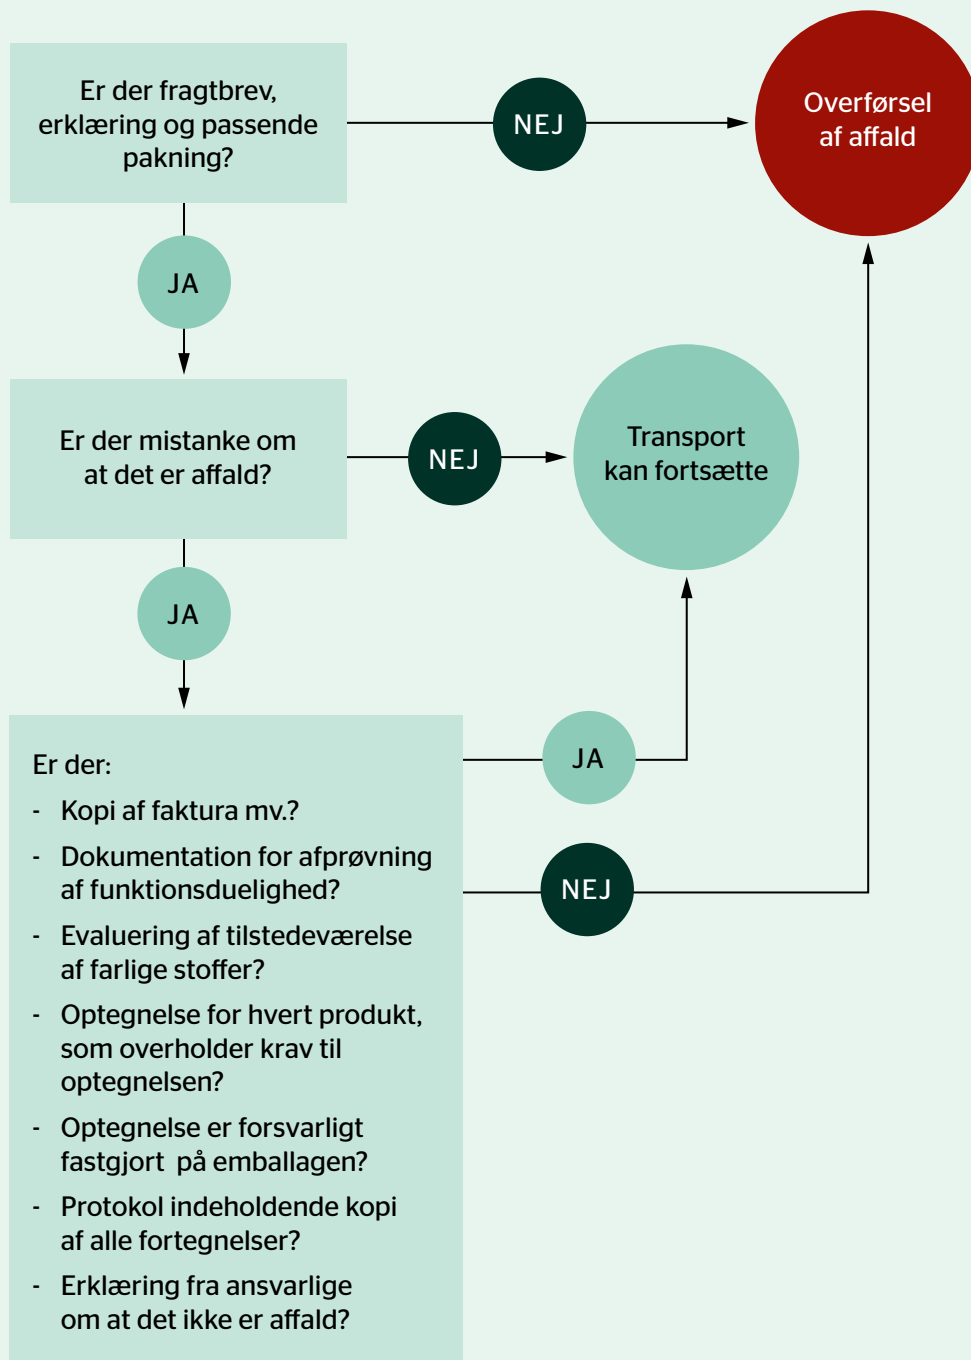 Er der fragtbrev,
erklæring og passende
pakning?
NEJ
Overførsel
af affald
JA
Er der mistanke om
at det er affald?
NEJ
Transport
kan fortsætte
JA
Er der:
- Kopi af faktura mv.?
- Dokumentation for afprøvning
af funktionsduelighed?
- Evaluering af tilstedeværelse
af farlige stoffer?
- Optegnelse for hvert produkt,
som overholder krav til
optegnelsen?
- Optegnelse er forsvarligt
fastgjort på emballagen?
- Protokol indeholdende kopi
af alle fortegnelser?
- Erklæring fra ansvarlige
om at det ikke er affald?
JA
NEJ